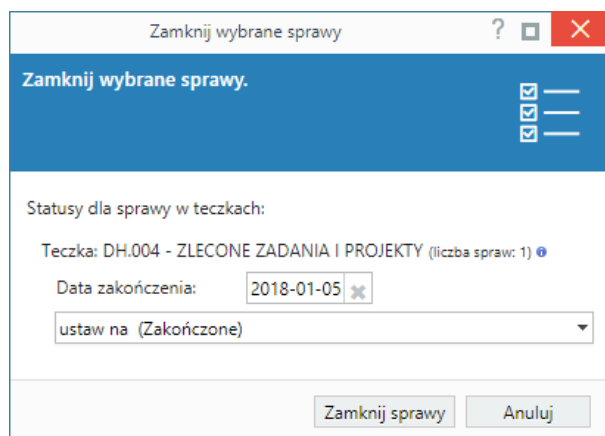 Zamknij wybrane sprawy
?
Zamknij wybrane sprawy.
Statusy dla sprawy w teczkach:
Teczka: DH.004 - ZLECONE ZADANIA I PROJEKTY (liczba spraw: 1)
Data zakończenia: 2018-01-05
ustaw na (Zakończone)
Zamknij sprawy Anuluj